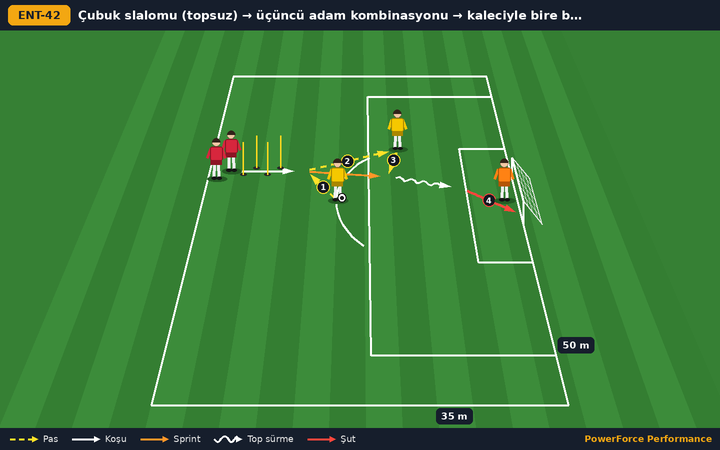 ENT-42 Çubuk slalomu (topsuz) → üçüncü adam kombinasyonu → kaleciyle bire b...
2
3
1
4
50 m
35 m
Pas Koşu Sprint Top sürme Şut PowerForce Performance